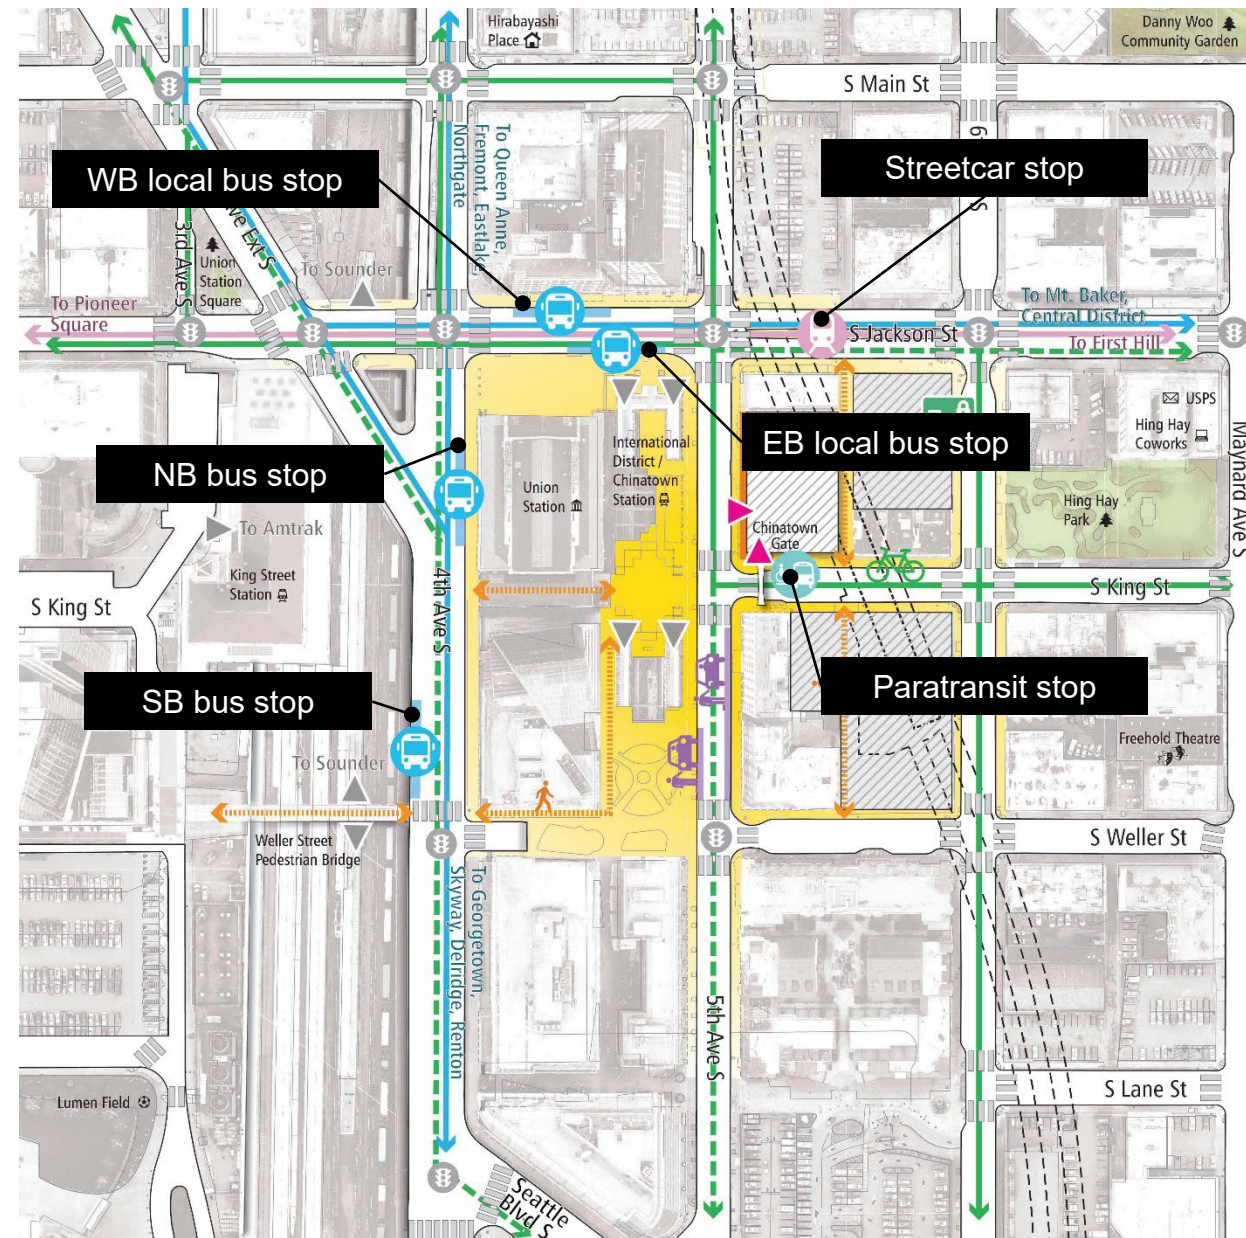 Hirabayashi
Place
Danny Woo
Community Garden
S Main St
To Queen Anne,
Fremont, Eastlake,
Northgate
WB local bus stop
Streetcar stop
3rd Ave S
Ave Ext S
Union
Station
Square
To Sounder
To Pioneer
Square
To Mt. Baker,
Central District
S Jackson St
To First Hill
USPS
Hing Hay
Coworks
Maynard Ave S
EB local bus stop
NB bus stop
International
District /
Chinatown
Station
Union
Station
Hing Hay
Park
Chinatown
Gate
To Amtrak
King Street
Station
4th Ave S
S King St
S King St
SB bus stop
Paratransit stop
Freehold Theatre
To Sounder
Weller Street
Pedestrian Bridge
S Weller St
To Georgetown,
Skyway, Delridge, Renton
5th Ave S
S Lane St
Lumen Field
Seattle
Blvd S